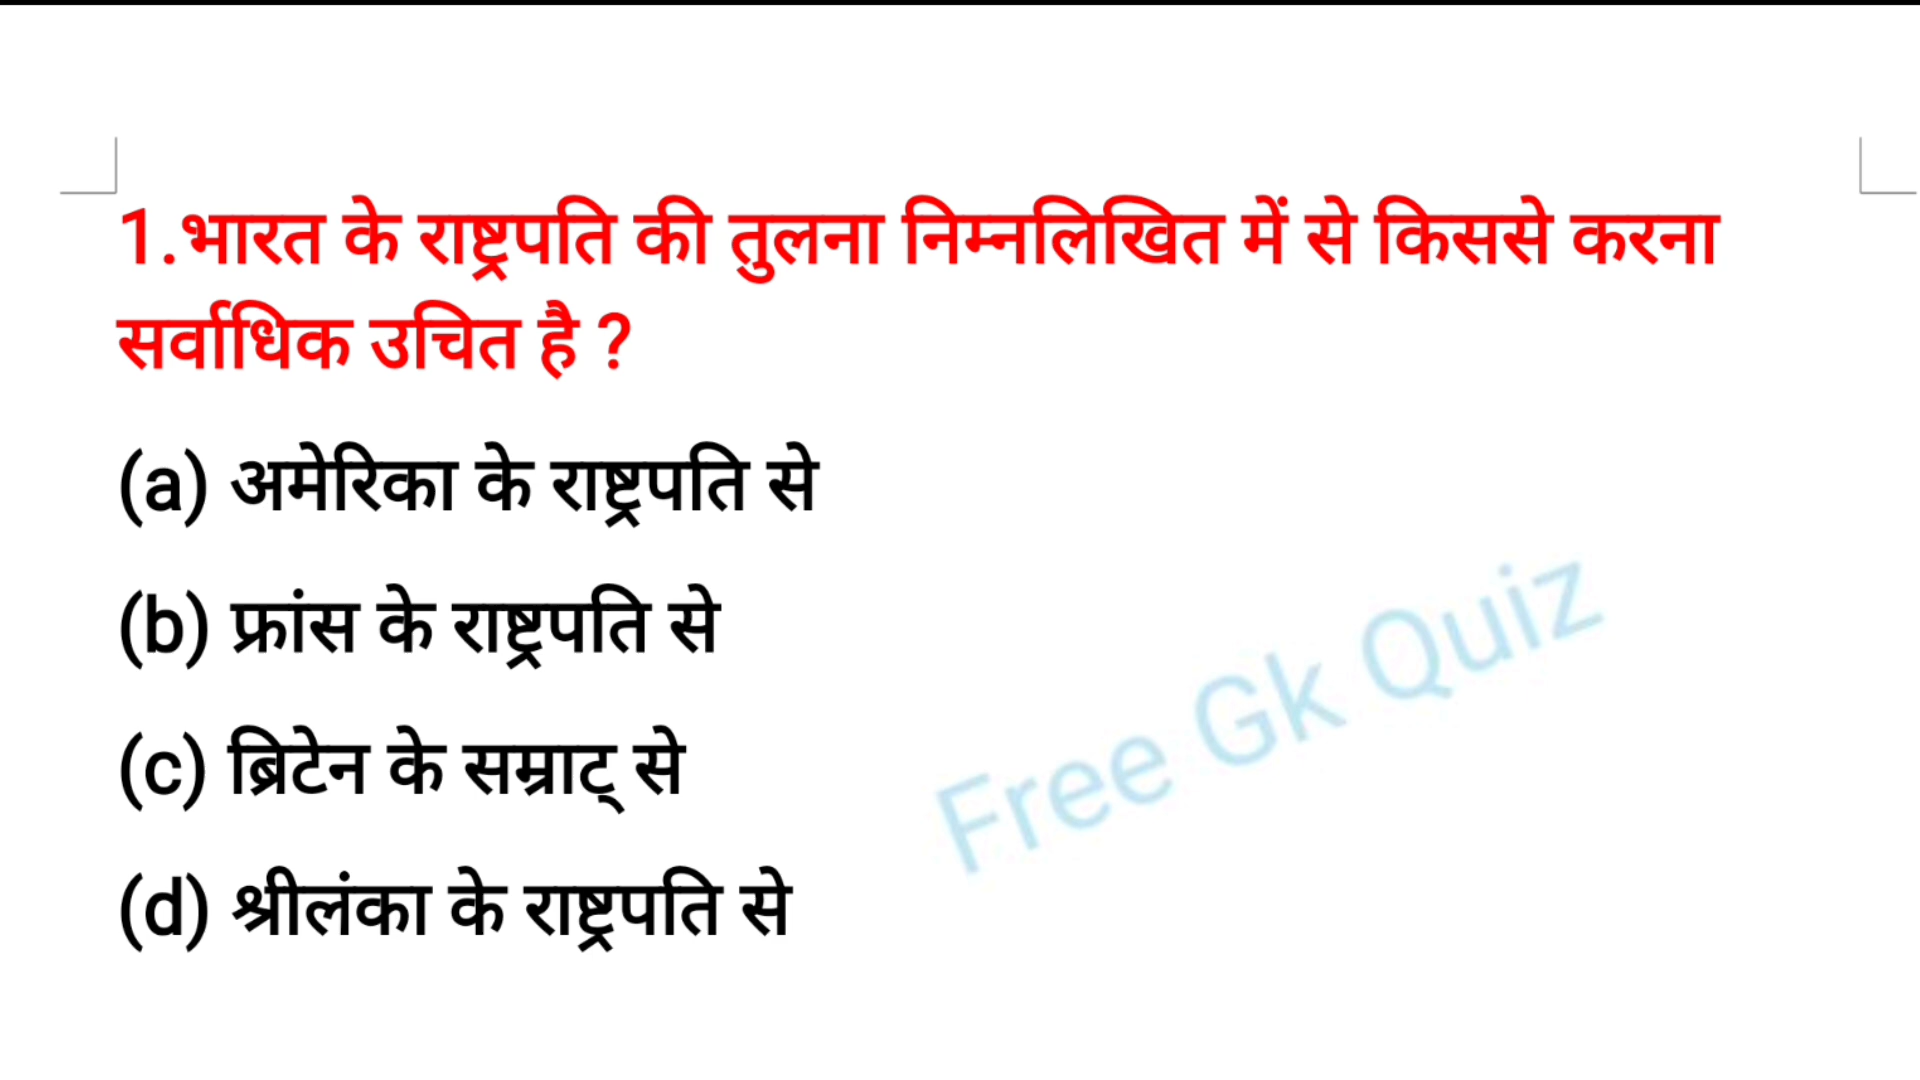 1.भारत के राष्ट्रपति की तुलना निम्नलिखित में से किससे करना
सर्वाधिक उचित है ?
(a) अमेरिका के राष्ट्रपति से
(b) फ्रांस के राष्ट्रपति से
(c) ब्रिटेन के सम्राट् से
(d) श्रीलंका के राष्ट्रपति से
Free Gk Quiz